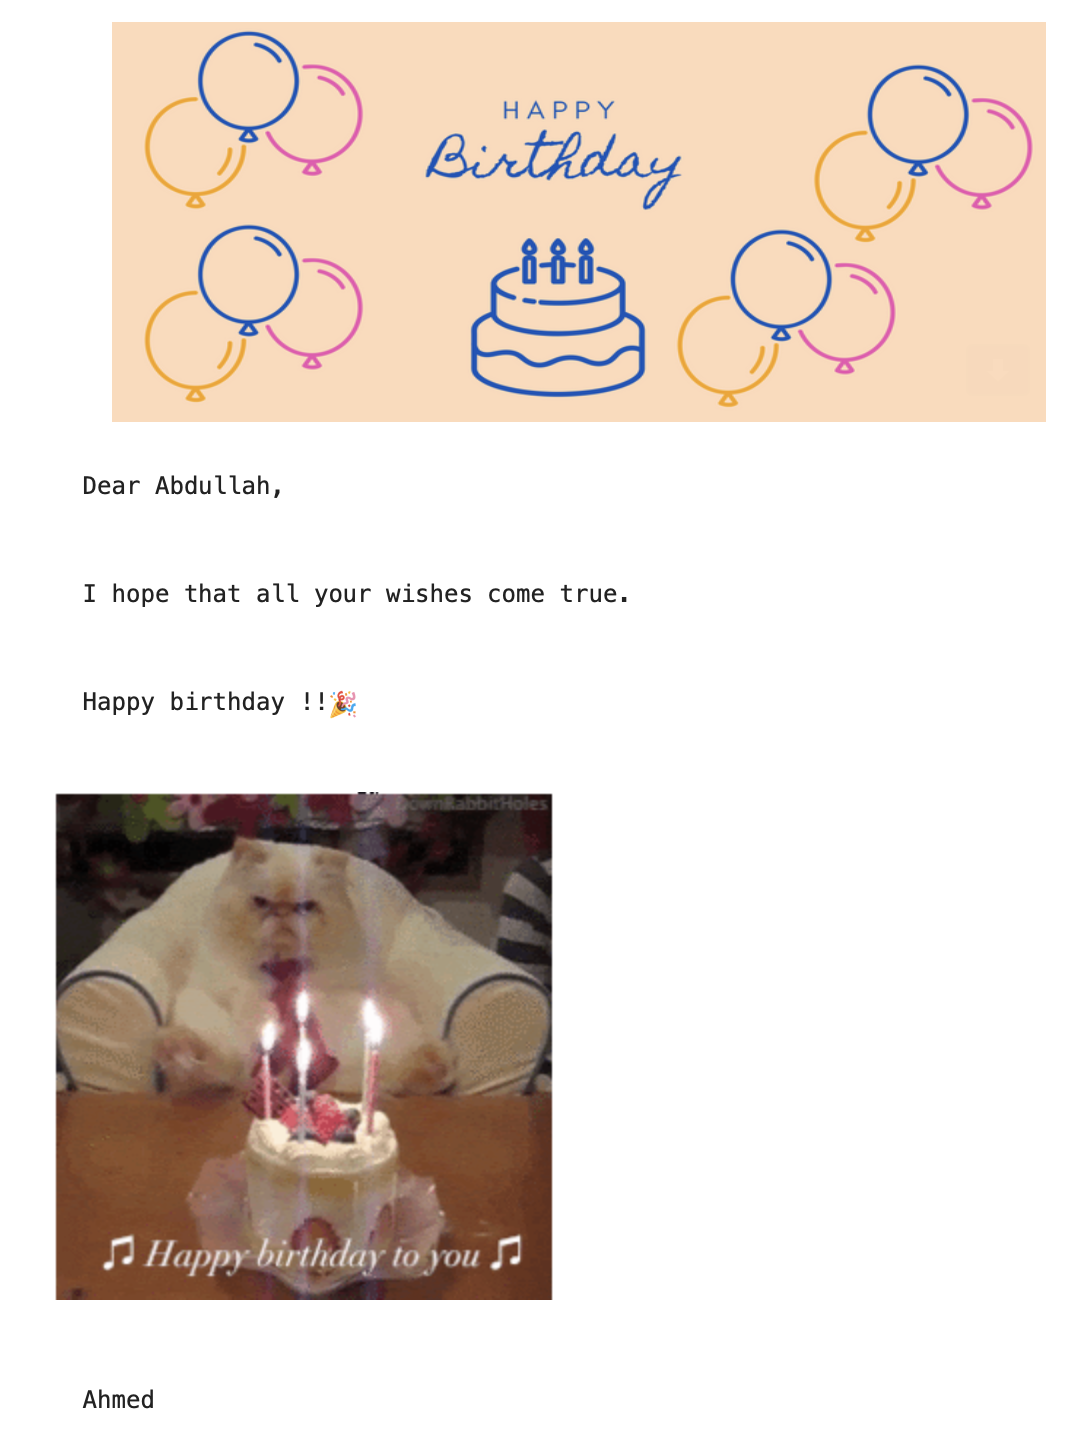 HAPPY
Birthday
Dear Abdullah,
I hope that all your wishes come true.
Happy birthday !!🎉
DownRabbitHoles
♫ Happy birthday to you ♫
Ahmed